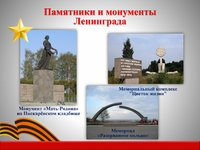 Памятники и монументы
Ленинграда
Монумент «Мать-Родина»
на Пискарёвском кладбище
Мемориальный комплекс
"Цветок жизни"
Мемориал
«Разорванное кольцо»